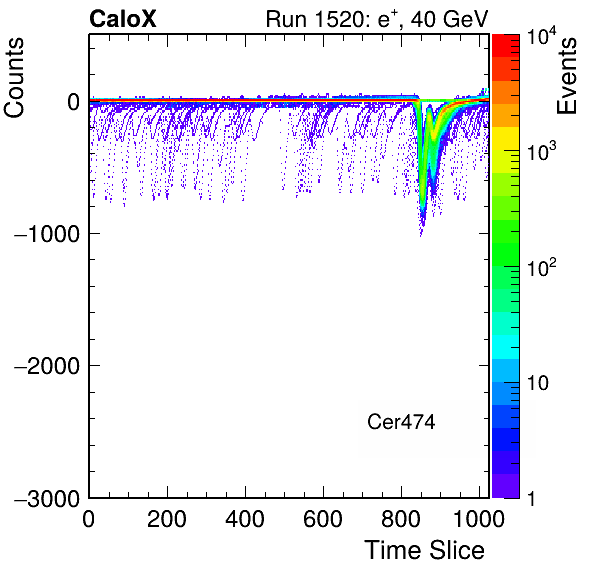 CaloX Run 1520: e⁺, 40 GeV
Counts
Events
0
−1000
−2000
−3000
10⁴
10³
10²
10
1
Cer474
0 200 400 600 800 1000
Time Slice